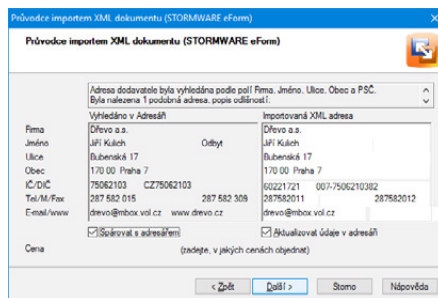 Průvodce importem XML dokumentu (STORMWARE eForm)
Průvodce importem XML dokumentu (STORMWARE eForm)
Adresa dodavatele byla vyhledána podle polí Firma, Jméno, Ulice, Obec a PSČ.
Byla nalezena 1 podobná adresa, popis odlišností:
Vyhledáno v Adresáři Importovaná XML adresa
Firma Dřevo a.s. Dřevo a.s.
Jméno Jiří Kulich Odbyt Jiří Kulich
Ulice Bubenská 17 Bubenská 17
Obec 170 00 Praha 7 170 00 Praha 7
IČ/DIČ 75062103 CZ75062103 60221721 007-7506210382
Tel/M/Fax 287 582 015 287 582 309 287582011 287582012
E-mail/www drevo@mbox.vol.cz www.drevo.cz drevo@mbox.vol.cz
Spárovat s adresářem Aktualizovat údaje v adresáři
Cena (zadejte, v jakých cenách objednat)
< Zpět Další > Storno Nápověda